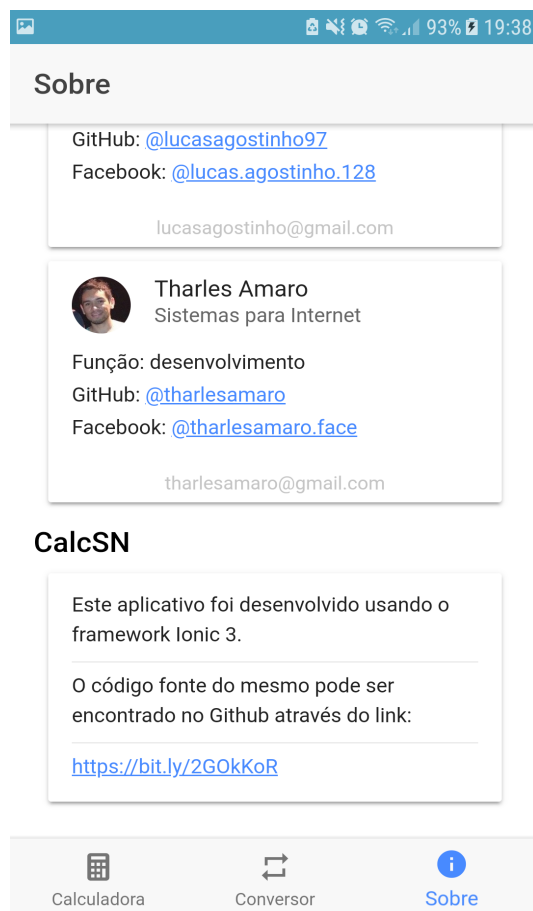 93% 19:38
Sobre
GitHub: @lucasagostinho97
Facebook: @lucas.agostinho.128
lucasagostinho@gmail.com
Tharles Amaro
Sistemas para Internet
Função: desenvolvimento
GitHub: @tharlesamaro
Facebook: @tharlesamaro.face
tharlesamaro@gmail.com
CalcSN
Este aplicativo foi desenvolvido usando o
framework Ionic 3.
O código fonte do mesmo pode ser
encontrado no Github através do link:
https://bit.ly/2GOkKoR
Calculadora Conversor Sobre